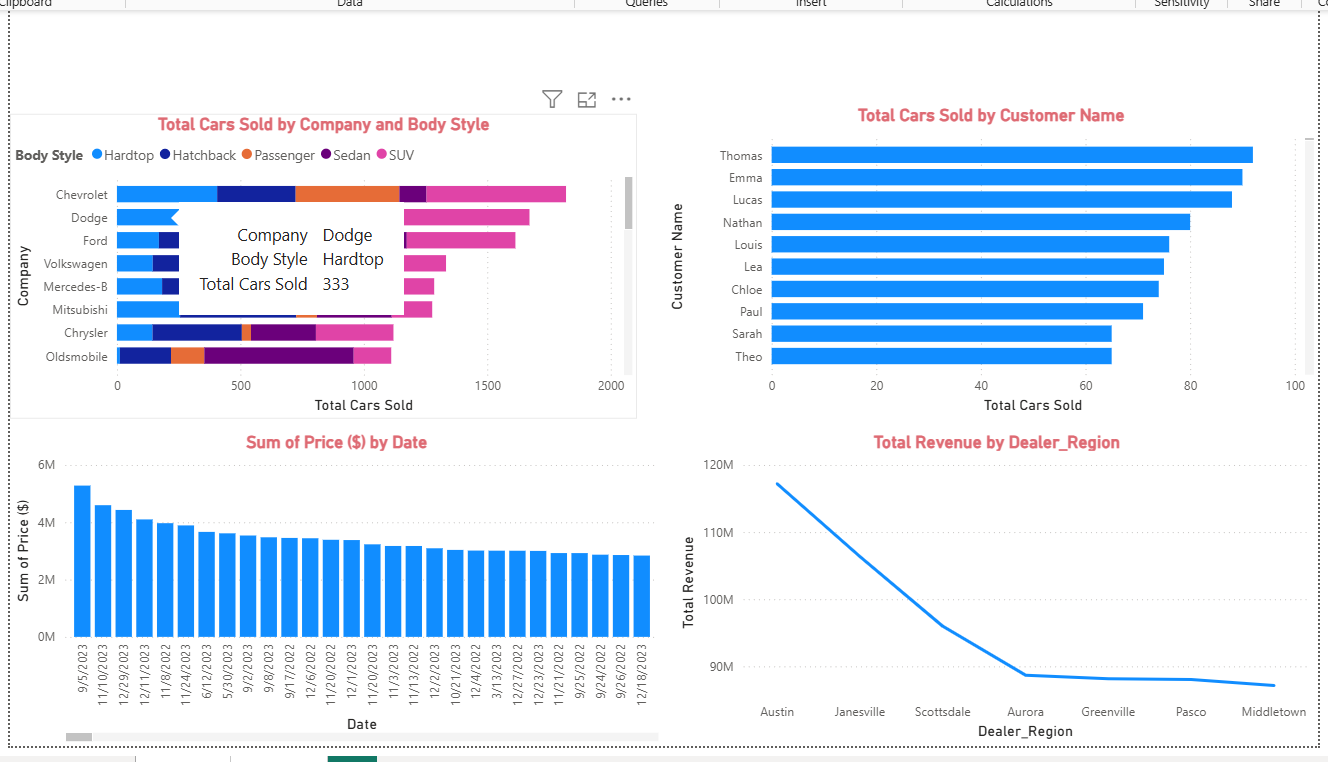 Clipboard Data Queries Insert Calculations Sensitivity Share
Total Cars Sold by Company and Body Style
Body Style Hardtop Hatchback Passenger Sedan SUV
Company
Chevrolet
Dodge
Ford
Volkswagen
Mercedes-B
Mitsubishi
Chrysler
Oldsmobile
Company Dodge
Body Style Hardtop
Total Cars Sold 333
0 500 1000 1500 2000
Total Cars Sold
Total Cars Sold by Customer Name
Customer Name
Thomas
Emma
Lucas
Nathan
Louis
Lea
Chloe
Paul
Sarah
Theo
0 20 40 60 80 100
Total Cars Sold
Sum of Price ($) by Date
Sum of Price ($)
6M
4M
2M
0M
9/5/2023
11/10/2023
12/29/2023
12/11/2023
11/8/2022
11/24/2023
6/12/2023
5/30/2023
9/2/2023
9/8/2023
9/17/2022
12/6/2022
11/20/2022
12/1/2023
11/20/2023
11/3/2023
11/13/2023
12/2/2023
10/21/2023
12/4/2022
3/13/2023
12/27/2022
12/23/2023
11/21/2022
9/25/2022
9/24/2022
9/26/2022
12/18/2023
Date
Total Revenue by Dealer_Region
Total Revenue
120M
110M
100M
90M
Austin Janesville Scottsdale Aurora Greenville Pasco Middletown
Dealer_Region